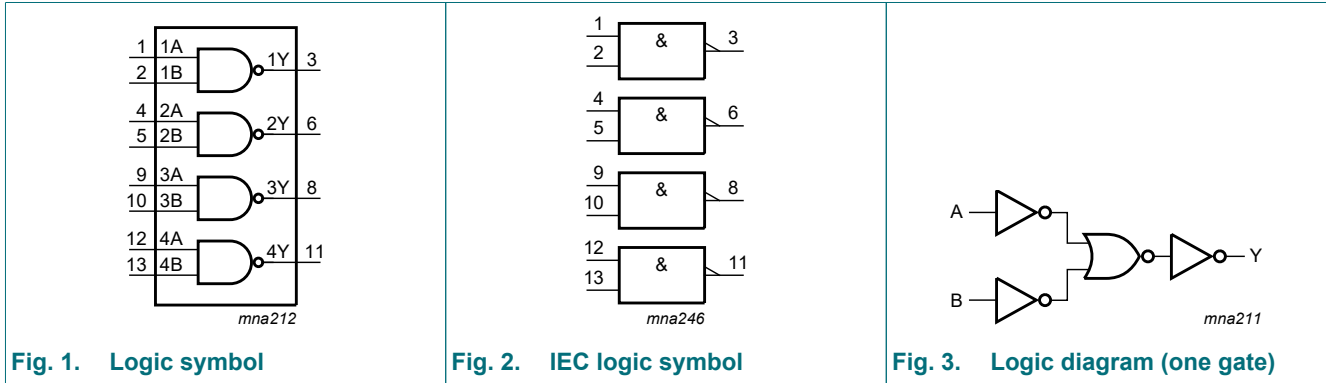 1 1A
2 1B
1Y 3
4 2A
5 2B
2Y 6
9 3A
10 3B
3Y 8
12 4A
13 4B
4Y 11
mna212
Fig. 1. Logic symbol
1
2
&
3
4
5
&
6
9
10
&
8
12
13
&
11
mna246
Fig. 2. IEC logic symbol
A
B
Y
mna211
Fig. 3. Logic diagram (one gate)